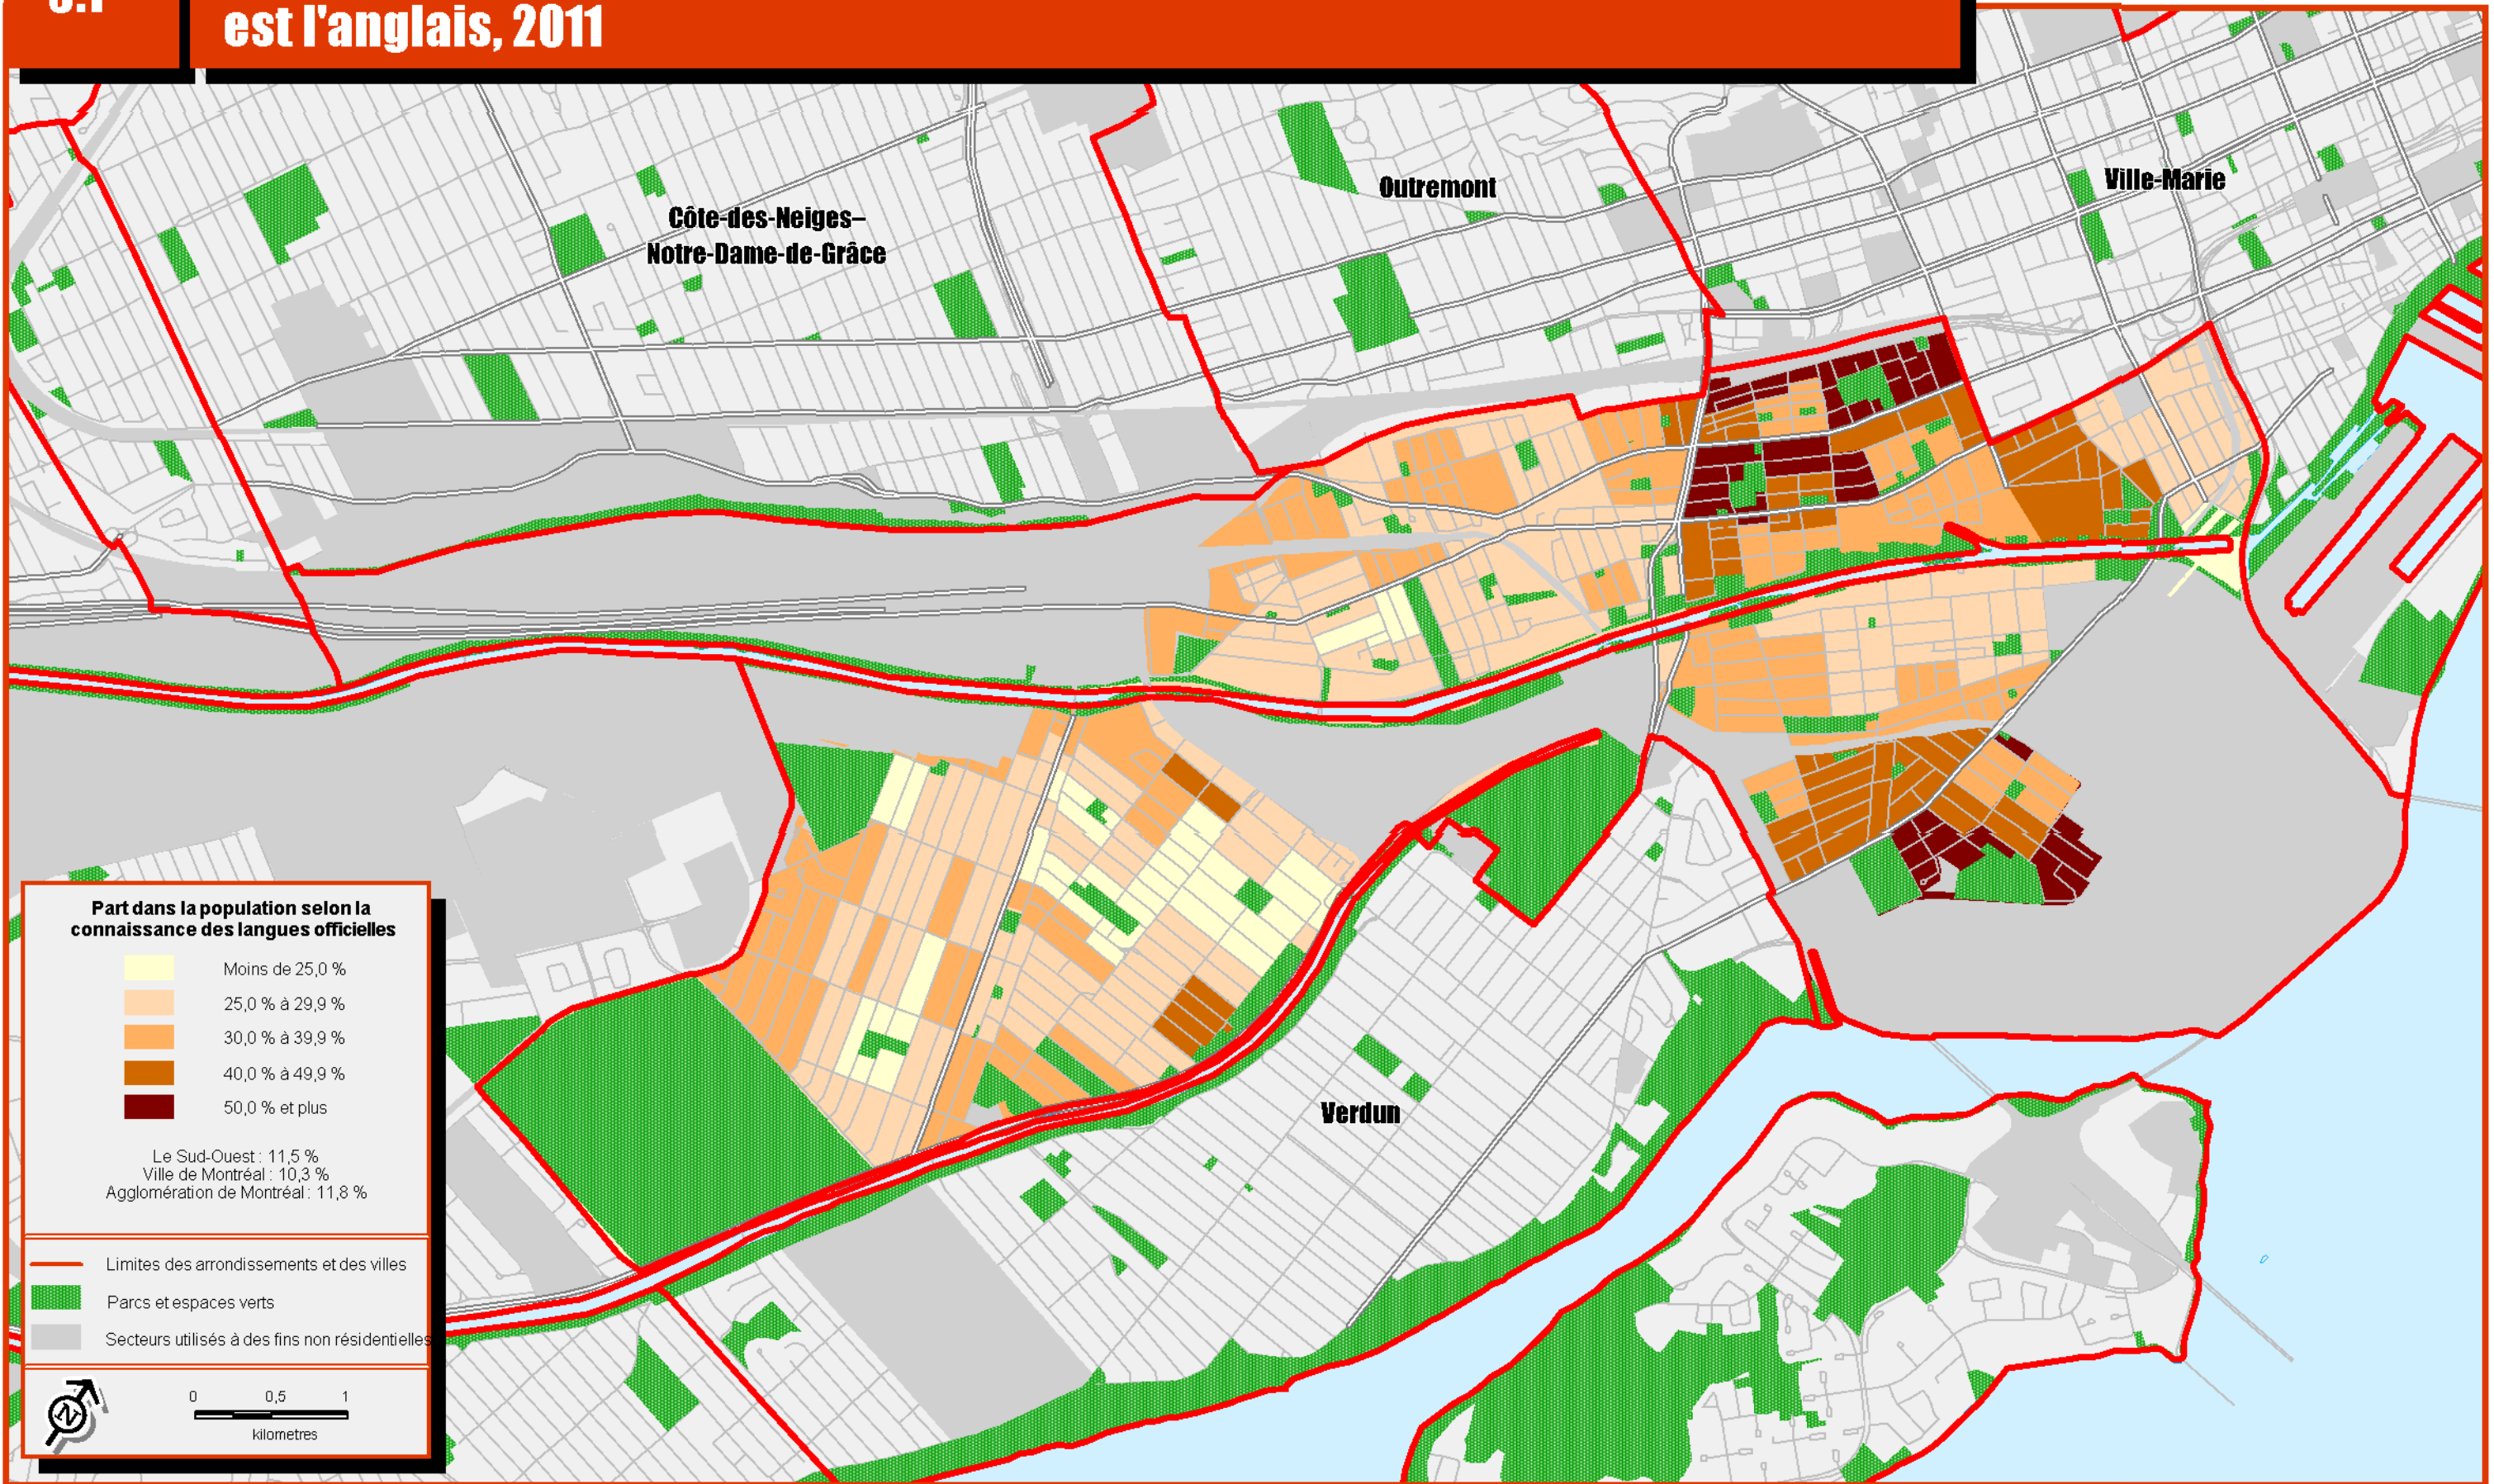 est l'anglais, 2011
Outremont
Ville-Marie
Côte-des-Neiges–
Notre-Dame-de-Grâce
Verdun
Part dans la population selon la
connaissance des langues officielles
Moins de 25,0 %
25,0 % à 29,9 %
30,0 % à 39,9 %
40,0 % à 49,9 %
50,0 % et plus
Le Sud-Ouest : 11,5 %
Ville de Montréal : 10,3 %
Agglomération de Montréal : 11,8 %
Limites des arrondissements et des villes
Parcs et espaces verts
Secteurs utilisés à des fins non résidentielles
N
0 0,5 1
kilometres